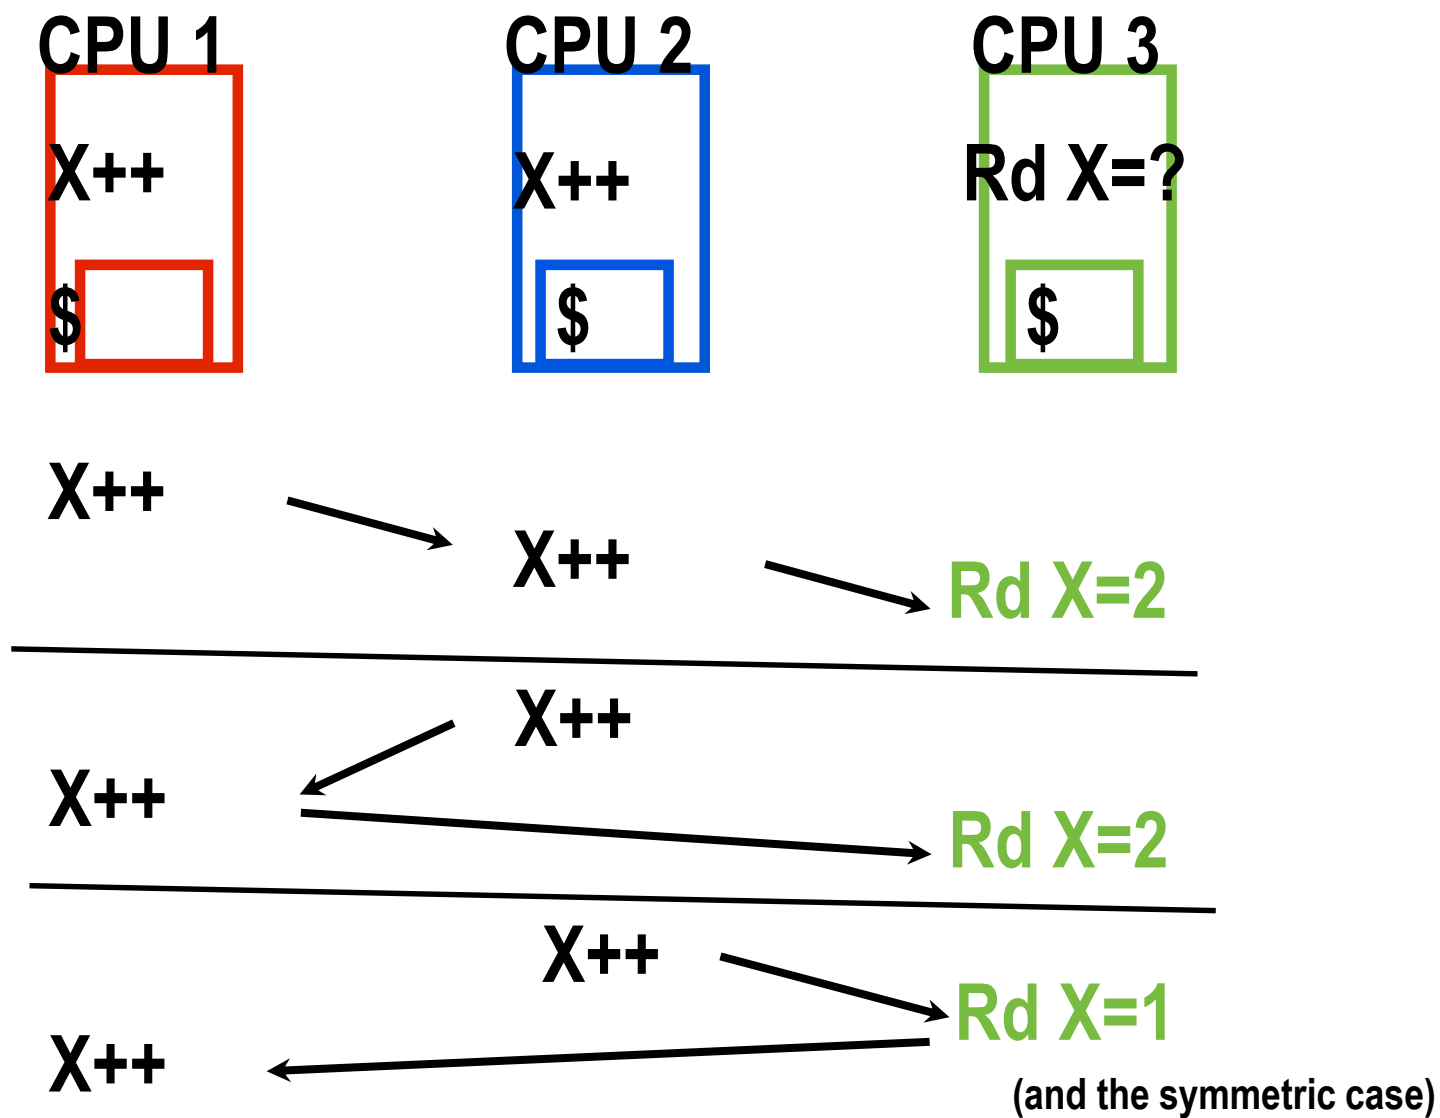 CPU 1 CPU 2 CPU 3
X++ X++ Rd X=?
$ $ $
X++
X++
Rd X=2
X++
X++
Rd X=2
X++
Rd X=1
X++
(and the symmetric case)